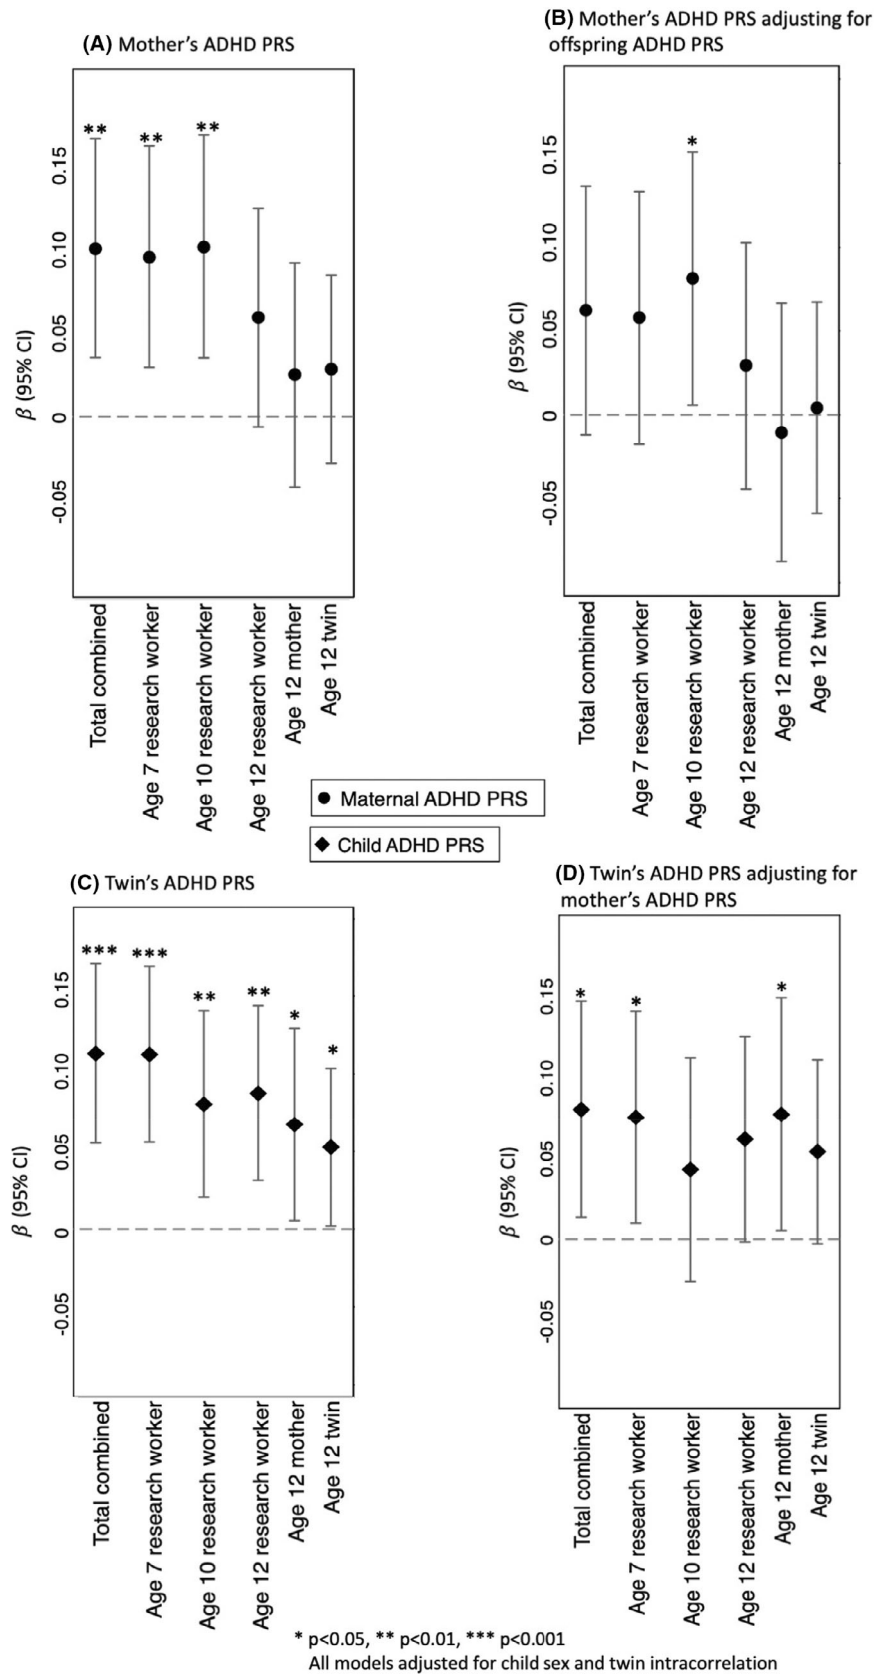 (A) Mother’s ADHD PRS
(B) Mother’s ADHD PRS adjusting for
offspring ADHD PRS
** ** **
*
0.15
0.10
0.05
0
-0.05
β (95% CI)
0.15
0.10
0.05
0
-0.05
β (95% CI)
Total combined
Age 7 research worker
Age 10 research worker
Age 12 research worker
Age 12 mother
Age 12 twin
Total combined
Age 7 research worker
Age 10 research worker
Age 12 research worker
Age 12 mother
Age 12 twin
Maternal ADHD PRS
Child ADHD PRS
(C) Twin’s ADHD PRS
(D) Twin’s ADHD PRS adjusting for
mother’s ADHD PRS
*** *** ** ** * *
* * *
0.15
0.10
0.05
0
-0.05
β (95% CI)
0.15
0.10
0.05
0
-0.05
β (95% CI)
Total combined
Age 7 research worker
Age 10 research worker
Age 12 research worker
Age 12 mother
Age 12 twin
Total combined
Age 7 research worker
Age 10 research worker
Age 12 research worker
Age 12 mother
Age 12 twin
* p<0.05, ** p<0.01, *** p<0.001
All models adjusted for child sex and twin intracorrelation